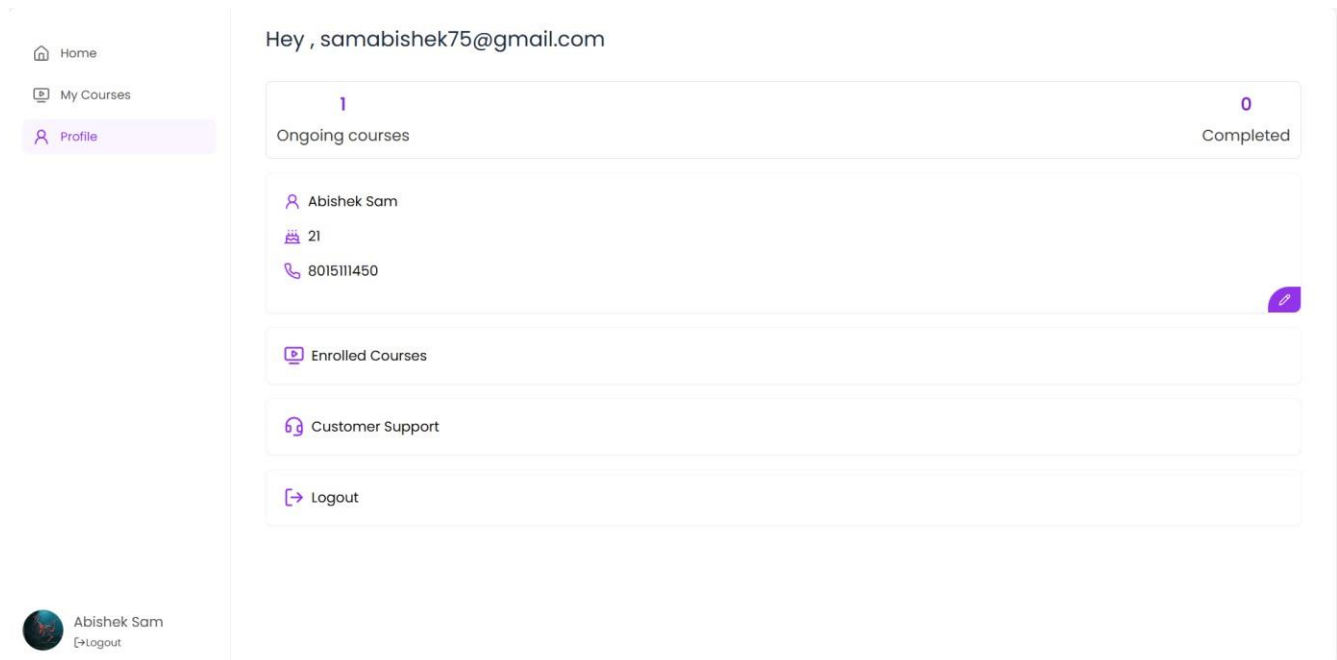 Home
My Courses
Profile
Hey , samabishek75@gmail.com
1
Ongoing courses
0
Completed
Abishek Sam
21
8015111450
Enrolled Courses
Customer Support
Logout
Abishek Sam
Logout